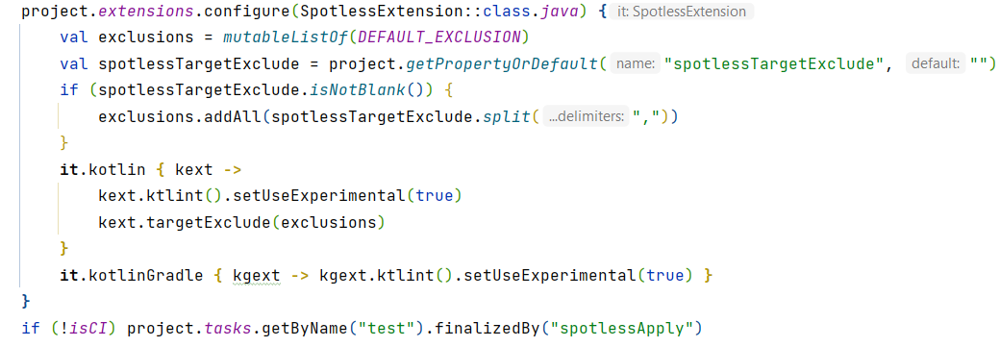 project.extensions.configure(SpotlessExtension::class.java) { it: SpotlessExtension
    val exclusions = mutableListOf(DEFAULT_EXCLUSION)
    val spotlessTargetExclude = project.getPropertyOrDefault( name: "spotlessTargetExclude", default: "")
    if (spotlessTargetExclude.isNotBlank()) {
        exclusions.addAll(spotlessTargetExclude.split( ...delimiters: ","))
    }
    it.kotlin { kext ->
        kext.ktlint().setUseExperimental(true)
        kext.targetExclude(exclusions)
    }
    it.kotlinGradle { kgext -> kgext.ktlint().setUseExperimental(true) }
}
if (!isCI) project.tasks.getByName("test").finalizedBy("spotlessApply")